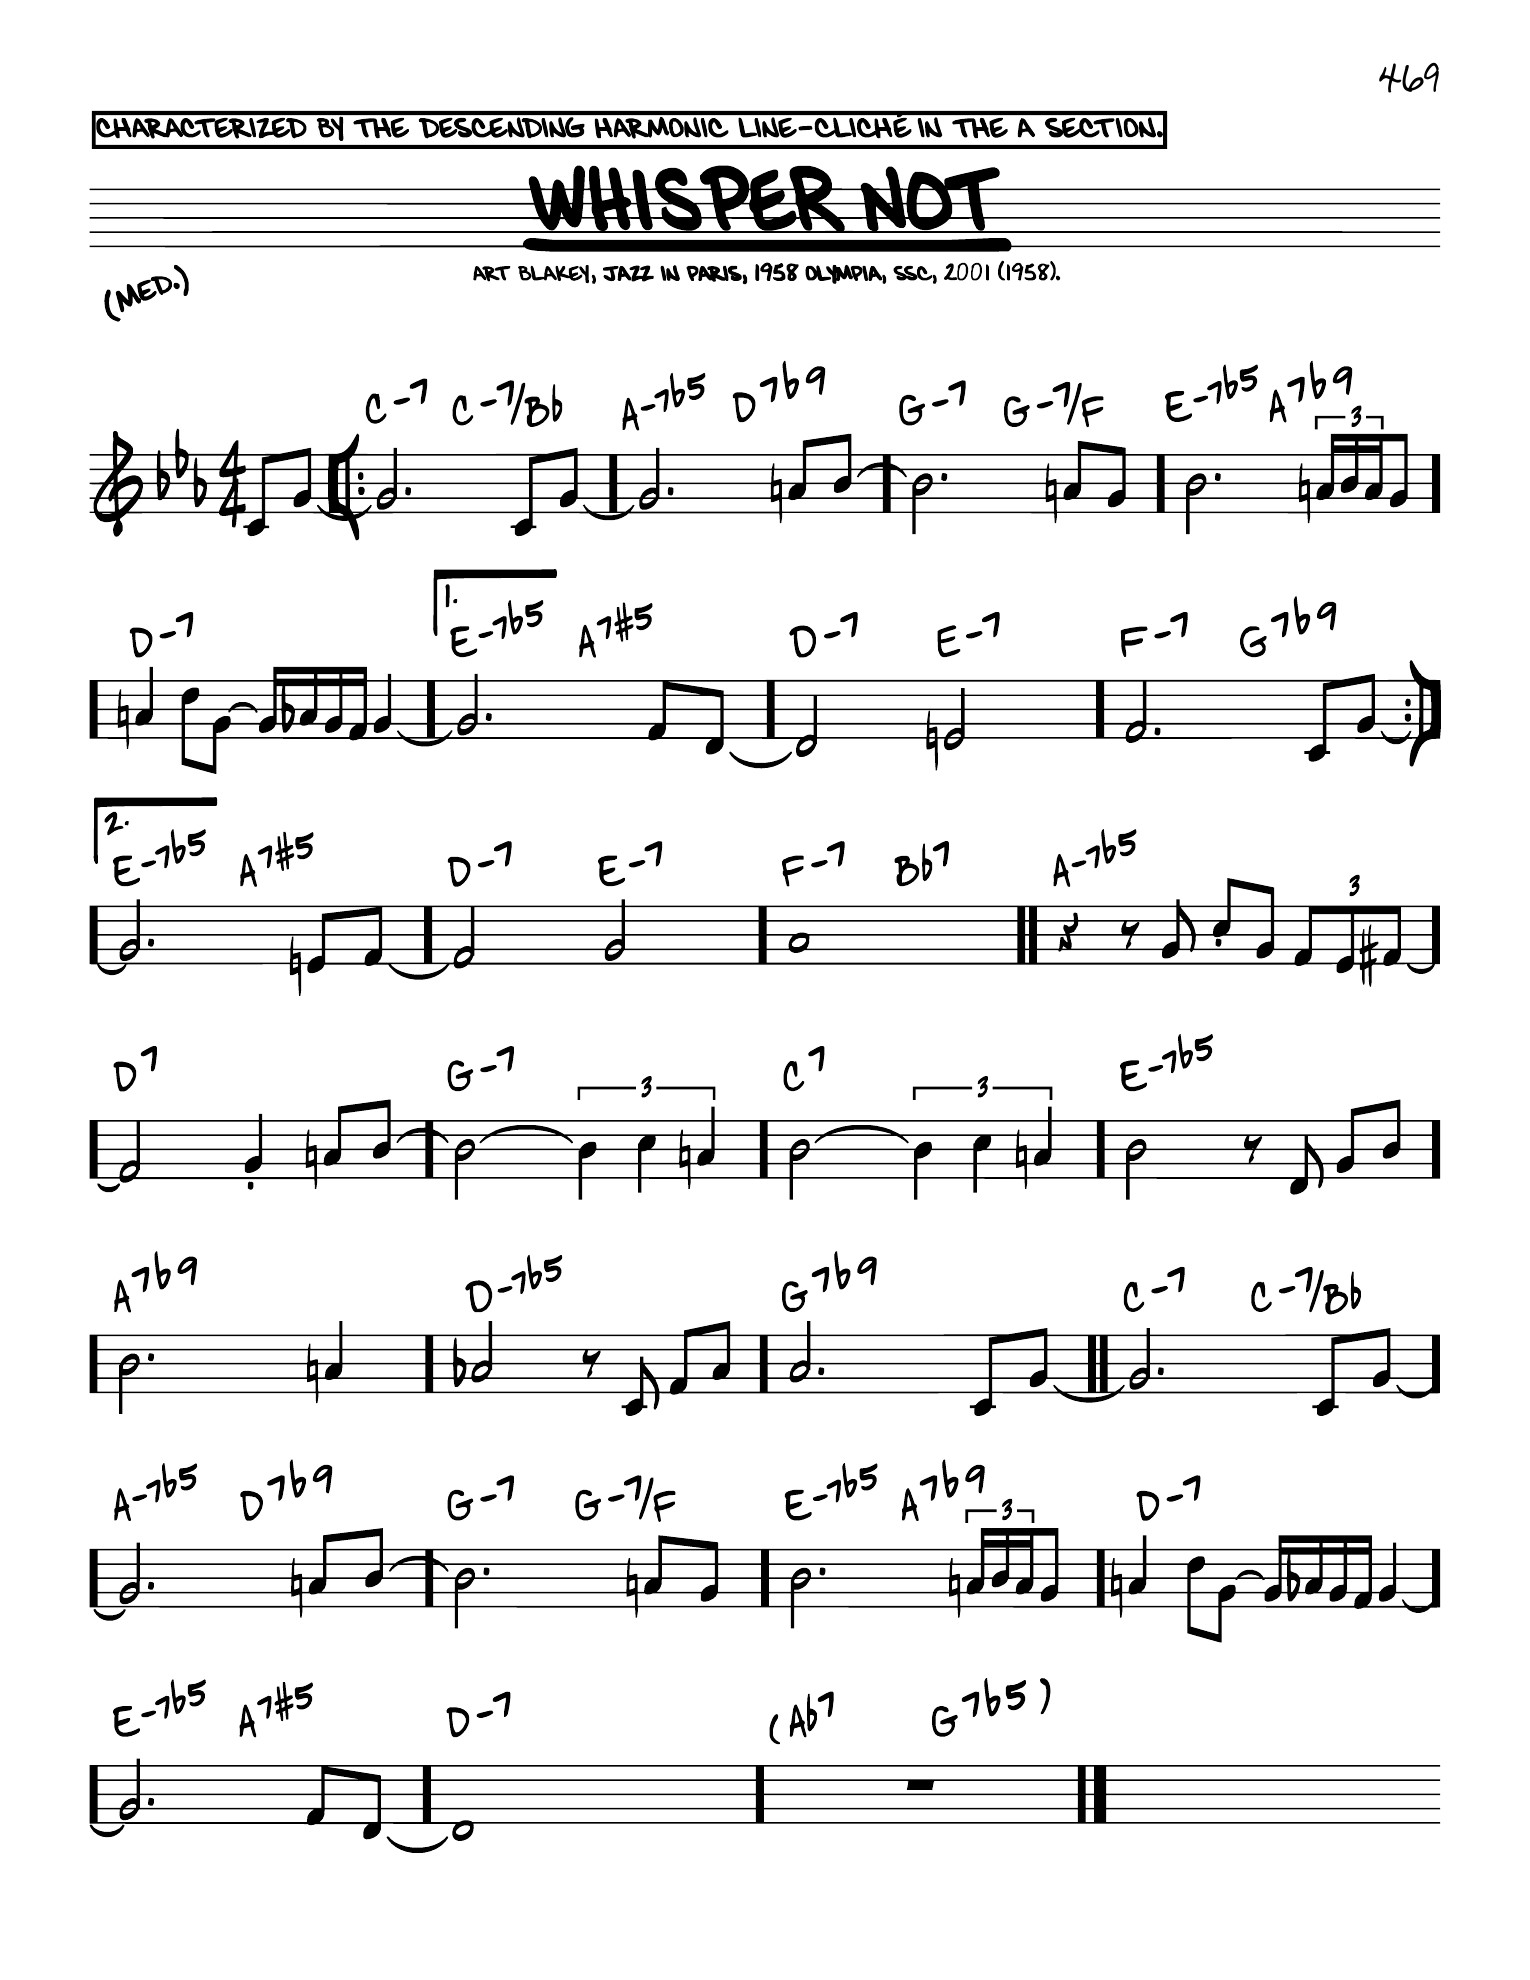 469
CHARACTERIZED BY THE DESCENDING HARMONIC LINE-CLICHÉ IN THE A SECTION.
WHISPER NOT
ART BLAKEY, JAZZ IN PARIS, 1958 OLYMPIA, SSC, 2001 (1958).
(MED.)
C-7 C-7/Bb A-7b5 D7b9 G-7 G-7/F E-7b5 A7b9
3
4 4
1.
D-7 E-7b5 A7#5 D-7 E-7 F-7 G7b9
2.
E-7b5 A7#5 D-7 E-7 F-7 Bb7 A-7b5
3
D7 G-7 C7 E-7b5
3 3
A7b9 D-7b5 G7b9 C-7 C-7/Bb
A-7b5 D7b9 G-7 G-7/F E-7b5 A7b9 D-7
3
E-7b5 A7#5 D-7 (Ab7 G7b5)